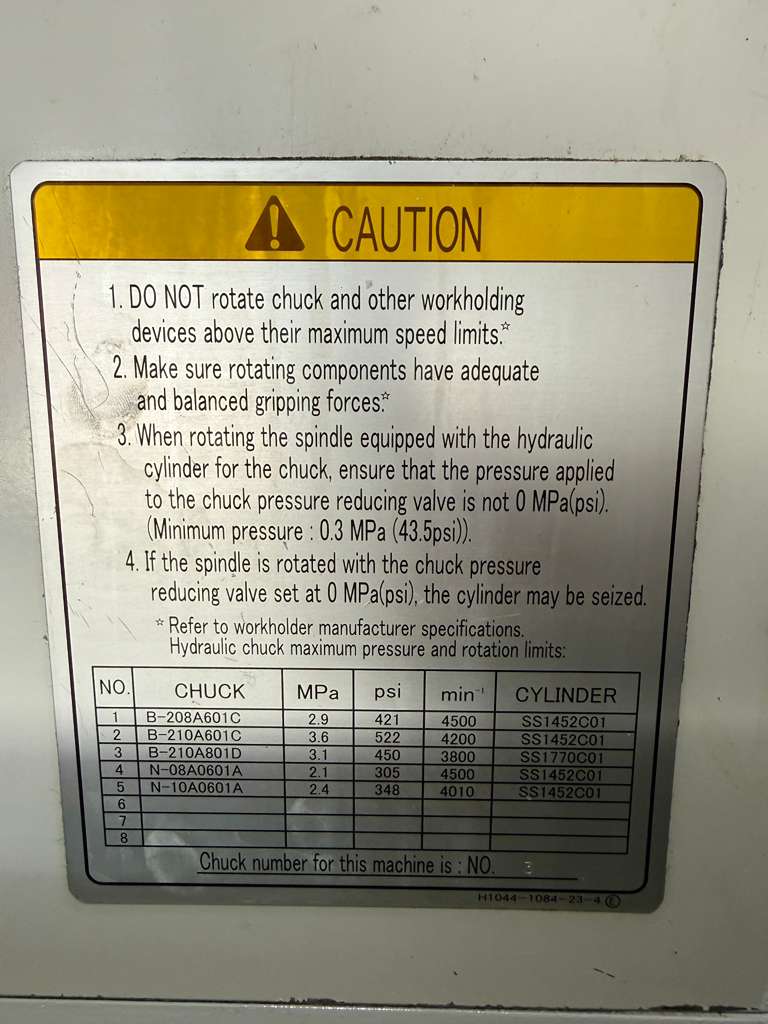 CAUTION
1. DO NOT rotate chuck and other workholding
devices above their maximum speed limits.☆
2. Make sure rotating components have adequate
and balanced gripping forces.☆
3. When rotating the spindle equipped with the hydraulic
cylinder for the chuck, ensure that the pressure applied
to the chuck pressure reducing valve is not 0 MPa(psi).
(Minimum pressure : 0.3 MPa (43.5psi)).
4. If the spindle is rotated with the chuck pressure
reducing valve set at 0 MPa(psi), the cylinder may be seized.
☆ Refer to workholder manufacturer specifications.
Hydraulic chuck maximum pressure and rotation limits:
NO. CHUCK MPa psi min⁻¹ CYLINDER
1 B-208A601C 2.9 421 4500 SS1452C01
2 B-210A601C 3.6 522 4200 SS1452C01
3 B-210A801D 3.1 450 3800 SS1770C01
4 N-08A0601A 2.1 305 4500 SS1452C01
5 N-10A0601A 2.4 348 4010 SS1452C01
6
7
8
Chuck number for this machine is : NO. 3
H1044-1084-23-4 Ⓔ